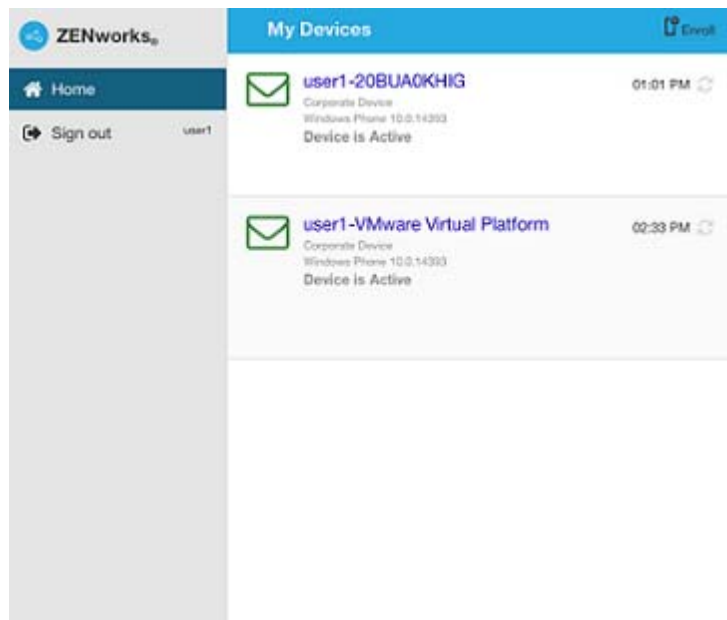 ZENworks®
My Devices
Enroll
Home
Sign out
user1
user1-20BUA0KHIG
01:01 PM
Corporate Device
Windows Phone 10.0.14393
Device is Active
user1-VMware Virtual Platform
02:33 PM
Corporate Device
Windows Phone 10.0.14393
Device is Active